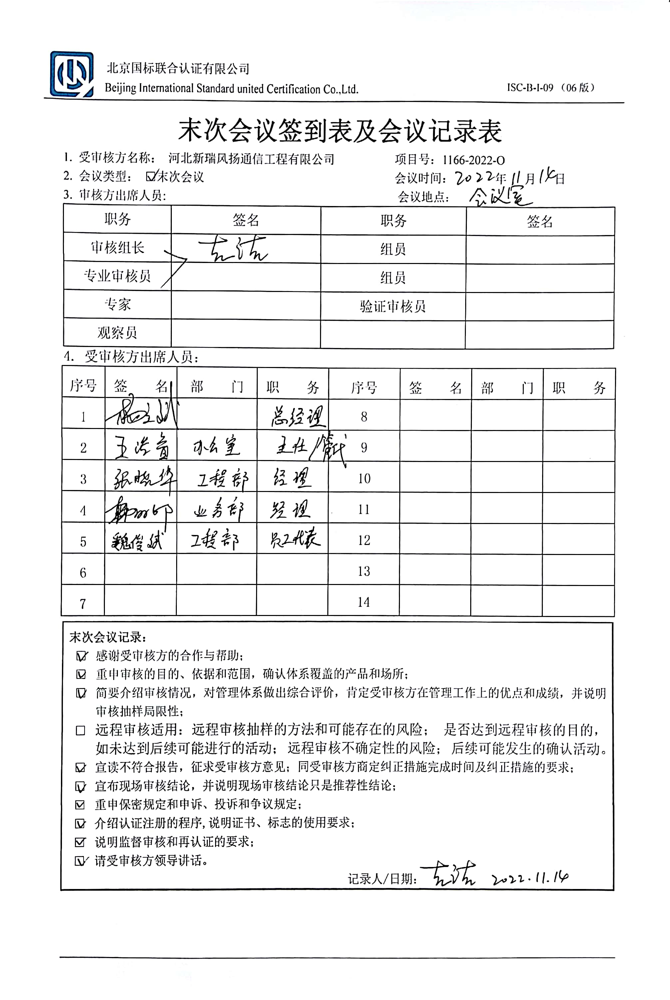 北京国标联合认证有限公司
Beijing International Standard united Certification Co.,Ltd.
ISC-B-I-09 （06 版）
末次会议签到表及会议记录表
1. 受审核方名称： 河北新瑞风扬通信工程有限公司 项目号：1166-2022-O
2. 会议类型： ☑末次会议 会议时间：2022年 11月 14日
3. 审核方出席人员: 会议地点： 会议室
职务 签名 职务 签名
审核组长 组员
专业审核员 组员
专家 验证审核员
观察员
4. 受审核方出席人员：
序号 签 名 部 门 职 务 序号 签 名 部 门 职 务
1 总经理 8
2 王 办公室 主任/管代 9
3 张晓华 工程部 经理 10
4 业务部 经理 11
5 魏俊斌 工程部 员工代表 12
6 13
7 14
末次会议记录：
☑ 感谢受审核方的合作与帮助；
☑ 重申审核的目的、依据和范围，确认体系覆盖的产品和场所；
☑ 简要介绍审核情况，对管理体系做出综合评价，肯定受审核方在管理工作上的优点和成绩，并说明
审核抽样局限性；
□ 远程审核适用：远程审核抽样的方法和可能存在的风险； 是否达到远程审核的目的，
如未达到后续可能进行的活动； 远程审核不确定性的风险； 后续可能发生的确认活动。
☑ 宣读不符合报告，征求受审核方意见；同受审核方商定纠正措施完成时间及纠正措施的要求；
☑ 宣布现场审核结论，并说明现场审核结论只是推荐性结论；
☑ 重申保密规定和申诉、投诉和争议规定；
☑ 介绍认证注册的程序,说明证书、标志的使用要求；
☑ 说明监督审核和再认证的要求；
☑ 请受审核方领导讲话。
记录人/日期： 2022.11.14